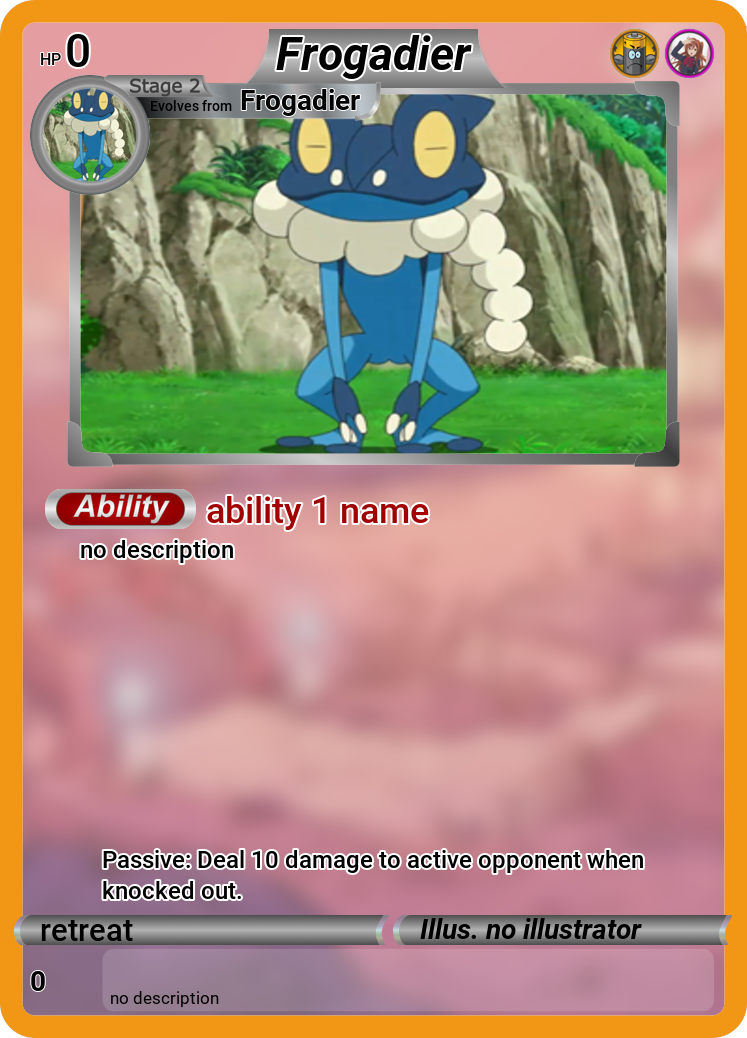 HP 0
Frogadier
Stage 2
Evolves from Frogadier
Ability ability 1 name
no description
Passive: Deal 10 damage to active opponent when
knocked out.
retreat
Illus. no illustrator
0
no description